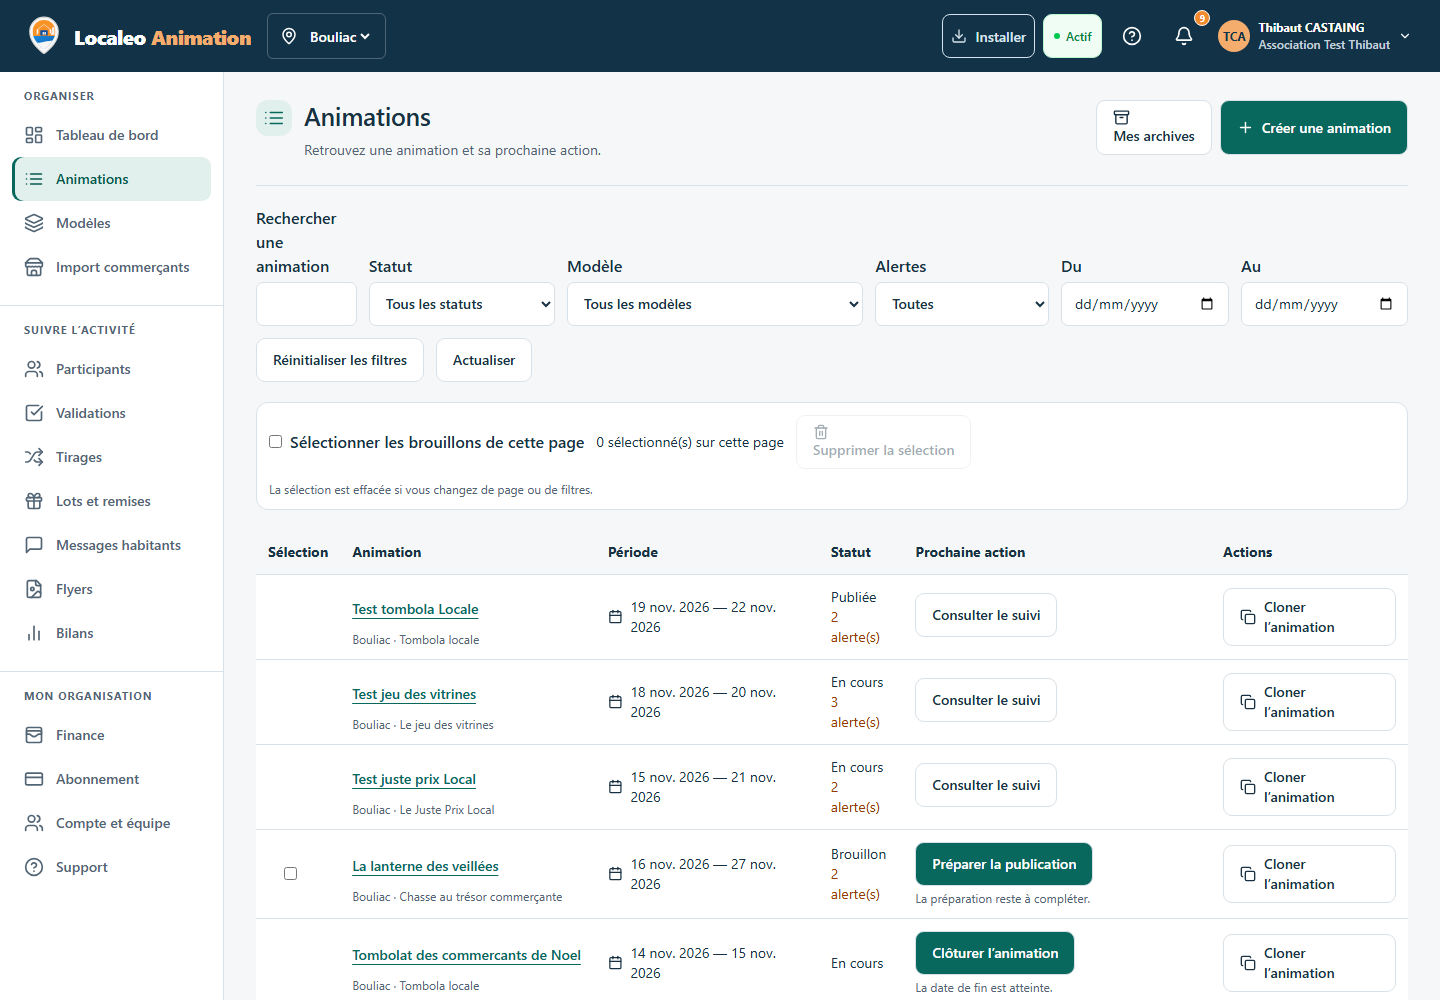 Localeo Animation
Bouliac
Installer
Actif
9
TCA
Thibaut CASTAING
Association Test Thibaut
ORGANISER
Tableau de bord
Animations
Modèles
Import commerçants
SUIVRE L'ACTIVITÉ
Participants
Validations
Tirages
Lots et remises
Messages habitants
Flyers
Bilans
MON ORGANISATION
Finance
Abonnement
Compte et équipe
Support
Animations
Retrouvez une animation et sa prochaine action.
Mes archives
Créer une animation
Rechercher
une
animation
Statut
Modèle
Alertes
Du
Au
Tous les statuts
Tous les modèles
Toutes
dd/mm/yyyy
dd/mm/yyyy
Réinitialiser les filtres
Actualiser
Sélectionner les brouillons de cette page
0 sélectionné(s) sur cette page
Supprimer la sélection
La sélection est effacée si vous changez de page ou de filtres.
Sélection
Animation
Période
Statut
Prochaine action
Actions
Test tombola Locale
Bouliac · Tombola locale
19 nov. 2026 — 22 nov.
2026
Publiée
2
alerte(s)
Consulter le suivi
Cloner
l'animation
Test jeu des vitrines
Bouliac · Le jeu des vitrines
18 nov. 2026 — 20 nov.
2026
En cours
3
alerte(s)
Consulter le suivi
Cloner
l'animation
Test juste prix Local
Bouliac · Le Juste Prix Local
15 nov. 2026 — 21 nov.
2026
En cours
2
alerte(s)
Consulter le suivi
Cloner
l'animation
La lanterne des veillées
Bouliac · Chasse au trésor commerçante
16 nov. 2026 — 27 nov.
2026
Brouillon
2
alerte(s)
Préparer la publication
La préparation reste à compléter.
Cloner
l'animation
Tombolat des commercants de Noel
Bouliac · Tombola locale
14 nov. 2026 — 15 nov.
2026
En cours
Clôturer l'animation
La date de fin est atteinte.
Cloner
l'animation